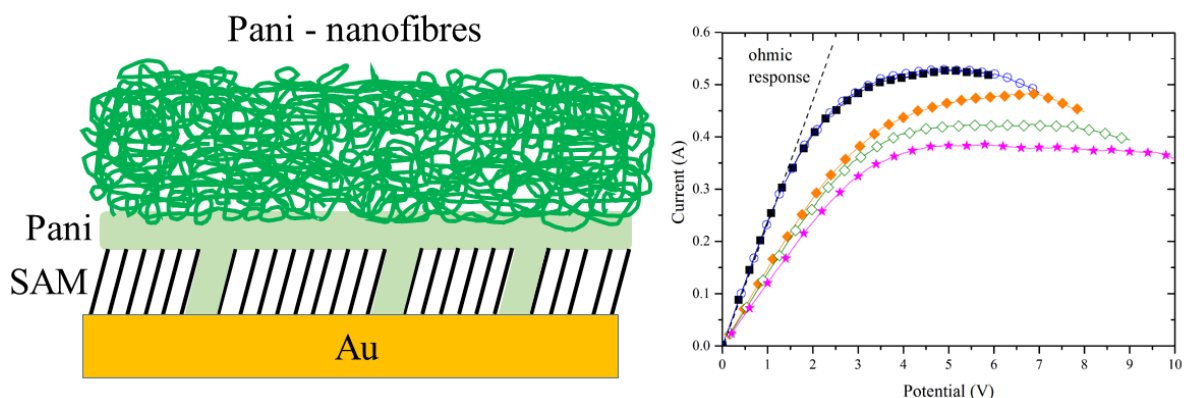 Pani - nanofibres
Pani
SAM
Au
0.6
0.5
0.4
0.3
0.2
0.1
0.0
Current (A)
ohmic
response
0 1 2 3 4 5 6 7 8 9 10
Potential (V)